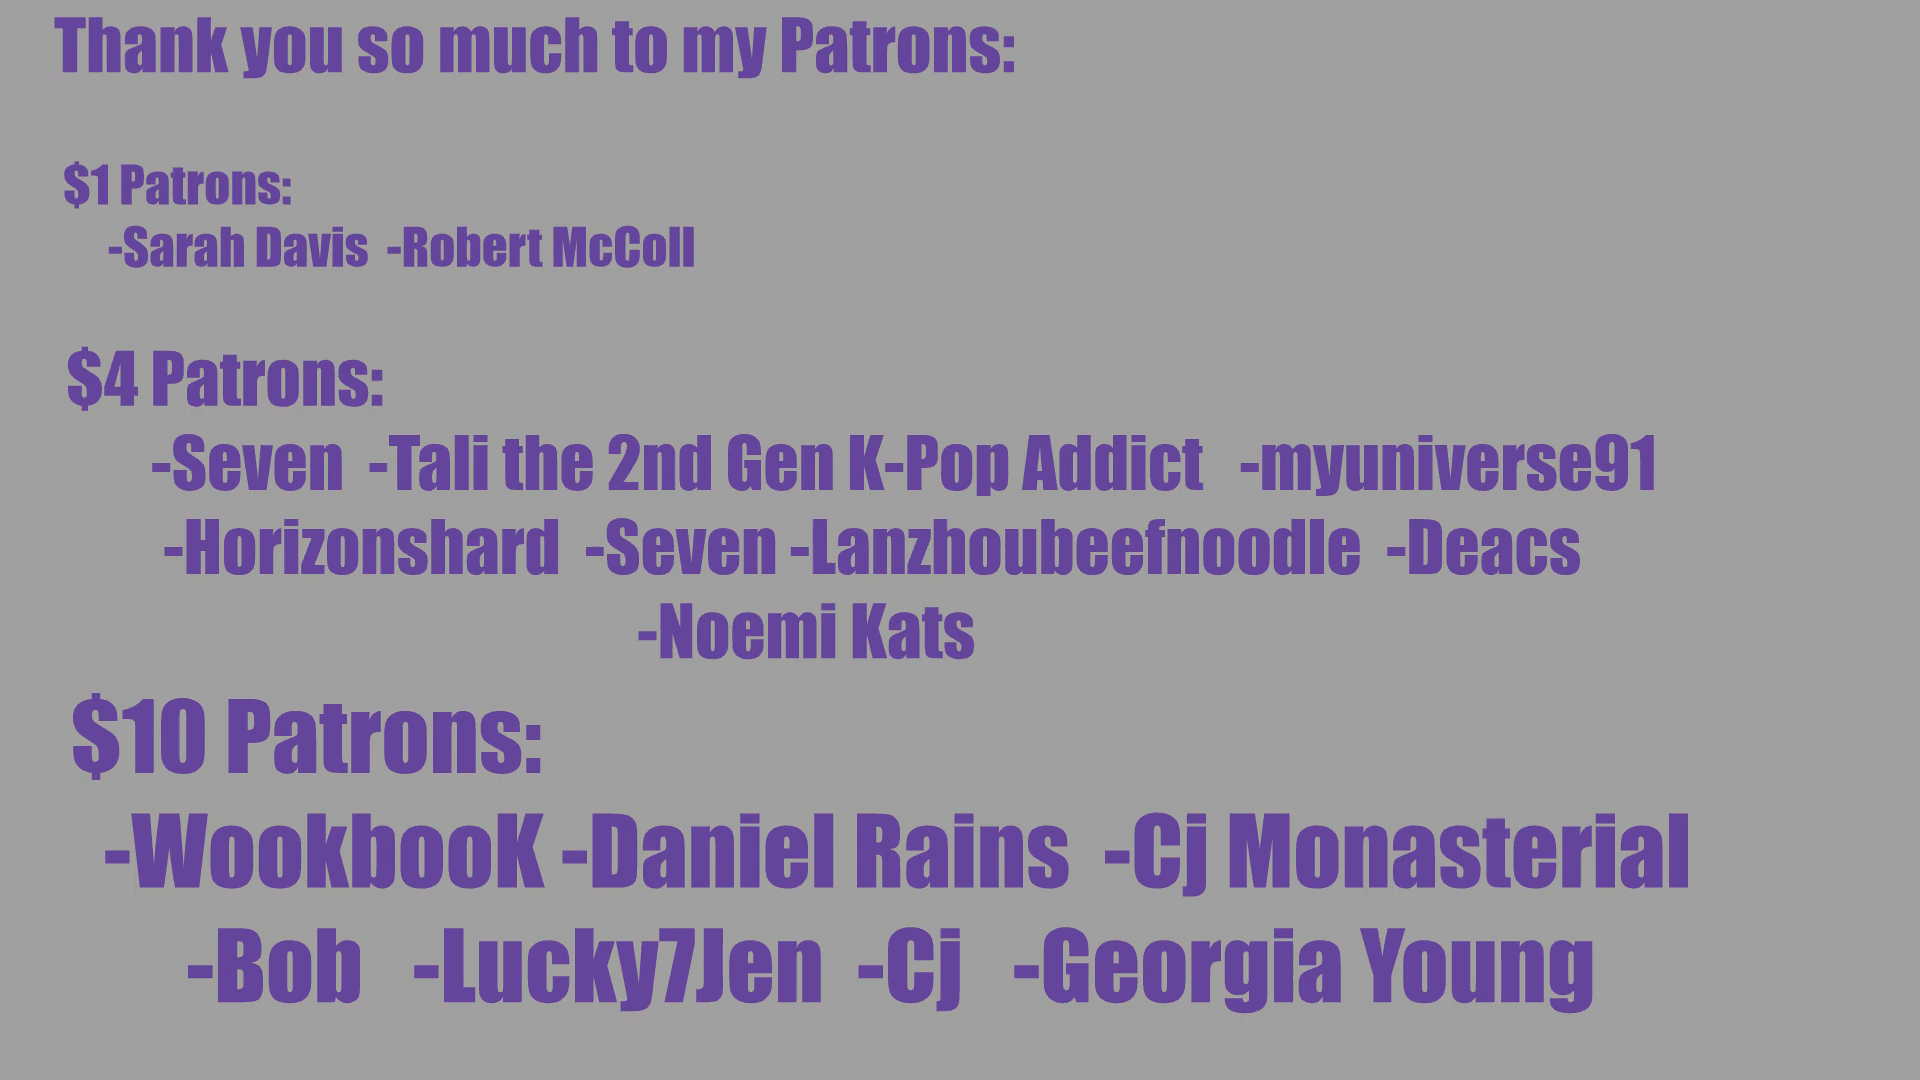 Thank you so much to my Patrons:
$1 Patrons:
-Sarah Davis -Robert McColl
$4 Patrons:
-Seven -Tali the 2nd Gen K-Pop Addict -myuniverse91
-Horizonshard -Seven -Lanzhoubeefnoodle -Deacs
-Noemi Kats
$10 Patrons:
-WookbooK -Daniel Rains -Cj Monasterial
-Bob -Lucky7Jen -Cj -Georgia Young